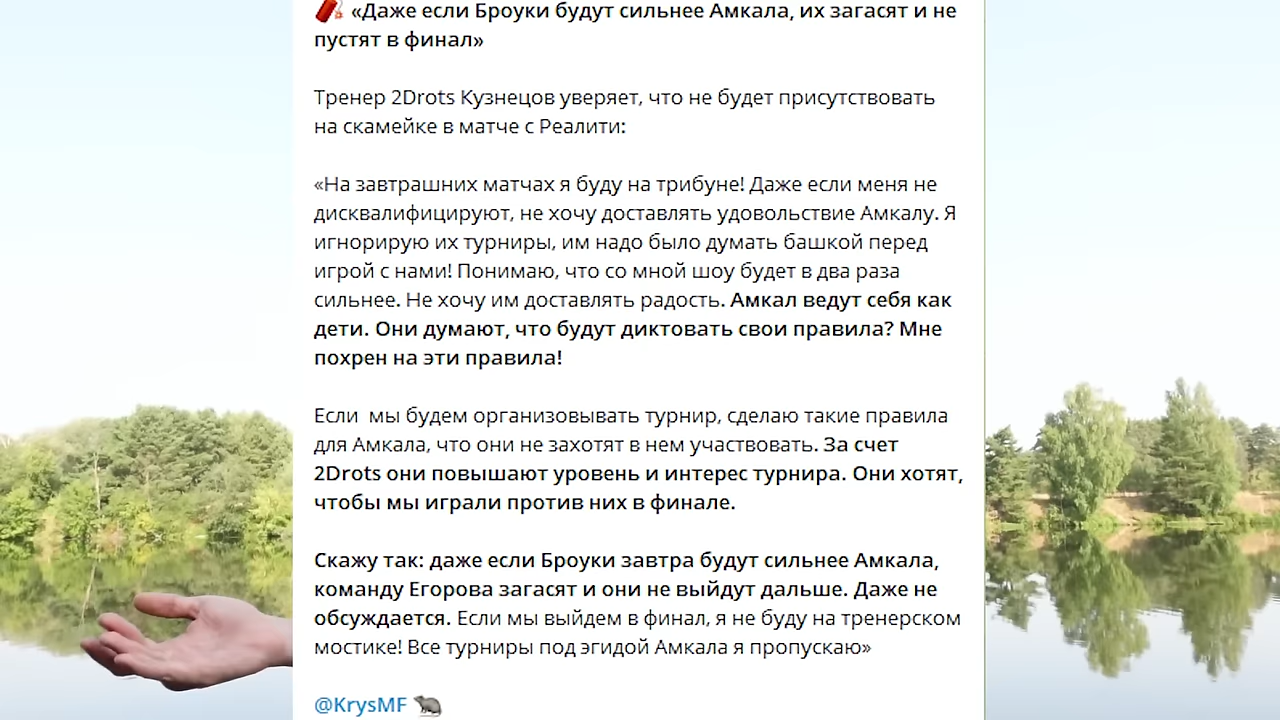 «Даже если Броуки будут сильнее Амкала, их загасят и не
пустят в финал»
Тренер 2Drots Кузнецов уверяет, что не будет присутствовать
на скамейке в матче с Реалити:
«На завтрашних матчах я буду на трибуне! Даже если меня не
дисквалифицируют, не хочу доставлять удовольствие Амкалу. Я
игнорирую их турниры, им надо было думать башкой перед
игрой с нами! Понимаю, что со мной шоу будет в два раза
сильнее. Не хочу им доставлять радость. Амкал ведут себя как
дети. Они думают, что будут диктовать свои правила? Мне
похрен на эти правила!
Если  мы будем организовывать турнир, сделаю такие правила
для Амкала, что они не захотят в нем участвовать. За счет
2Drots они повышают уровень и интерес турнира. Они хотят,
чтобы мы играли против них в финале.
Скажу так: даже если Броуки завтра будут сильнее Амкала,
команду Егорова загасят и они не выйдут дальше. Даже не
обсуждается. Если мы выйдем в финал, я не буду на тренерском
мостике! Все турниры под эгидой Амкала я пропускаю»
@KrysMF